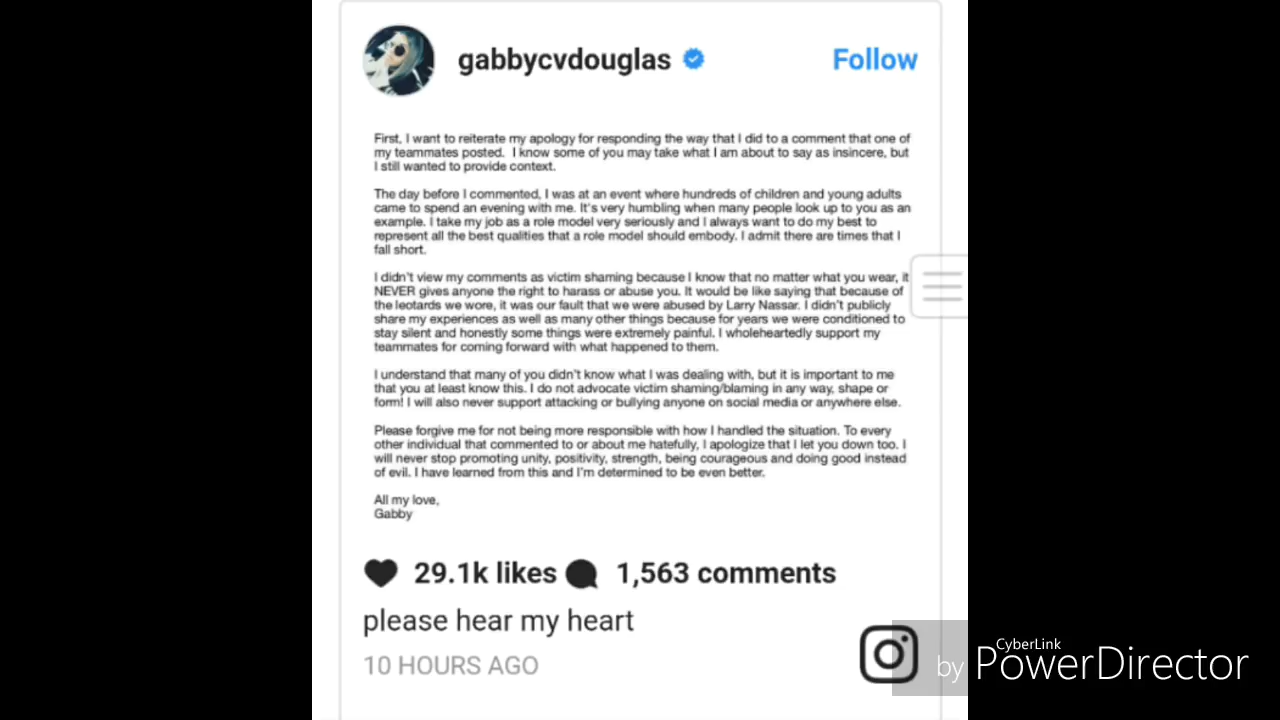 gabbycvdouglas
Follow
First, I want to reiterate my apology for responding the way that I did to a comment that one of
my teammates posted. I know some of you may take what I am about to say as insincere, but
I still wanted to provide context.
The day before I commented, I was at an event where hundreds of children and young adults
came to spend an evening with me. It's very humbling when many people look up to you as an
example. I take my job as a role model very seriously and I always want to do my best to
represent all the best qualities that a role model should embody. I admit there are times that I
fall short.
I didn't view my comments as victim shaming because I know that no matter what you wear, it
NEVER gives anyone the right to harass or abuse you. It would be like saying that because of
the leotards we wore, it was our fault that we were abused by Larry Nassar. I didn't publicly
share my experiences as well as many other things because for years we were conditioned to
stay silent and honestly some things were extremely painful. I wholeheartedly support my
teammates for coming forward with what happened to them.
I understand that many of you didn't know what I was dealing with, but it is important to me
that you at least know this. I do not advocate victim shaming/blaming in any way, shape or
form! I will also never support attacking or bullying anyone on social media or anywhere else.
Please forgive me for not being more responsible with how I handled the situation. To every
other individual that commented to or about me hatefully, I apologize that I let you down too. I
will never stop promoting unity, positivity, strength, being courageous and doing good instead
of evil. I have learned from this and I'm determined to be even better.
All my love,
Gabby
29.1k likes 1,563 comments
please hear my heart
10 HOURS AGO
CyberLink
by PowerDirector